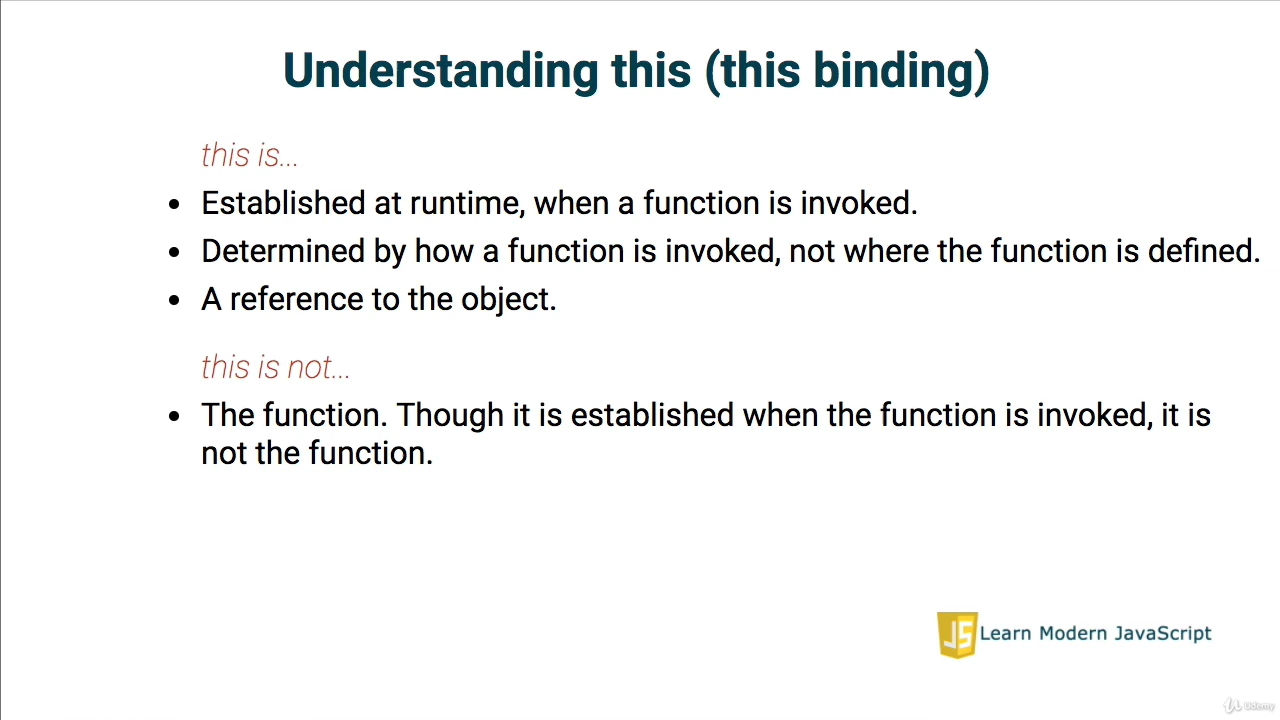 Understanding this (this binding)
this is...
• Established at runtime, when a function is invoked.
• Determined by how a function is invoked, not where the function is defined.
• A reference to the object.
this is not...
• The function. Though it is established when the function is invoked, it is
not the function.
JS Learn Modern JavaScript
Udemy